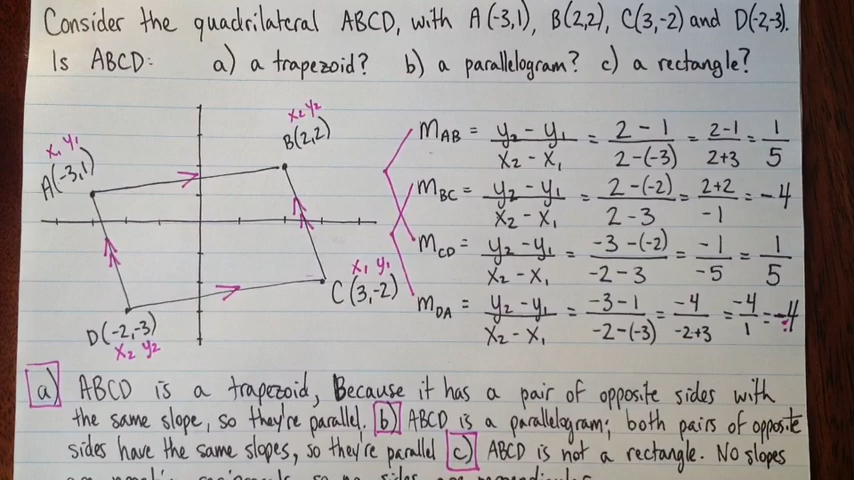 Consider the quadrilateral ABCD, with A(-3,1), B(2,2), C(3,-2) and D(-2,-3).
Is ABCD: a) a trapezoid? b) a parallelogram? c) a rectangle?
x₁ y₁
A(-3,1)
x₂ y₂
B(2,2)
x₁ y₁
C(3,-2)
D(-2,-3)
x₂ y₂
m_AB = (y₂ - y₁)/(x₂ - x₁) = (2 - 1)/(2-(-3)) = (2-1)/(2+3) = 1/5
m_BC = (y₂ - y₁)/(x₂ - x₁) = (2-(-2))/(2-3) = (2+2)/(-1) = -4
m_CD = (y₂ - y₁)/(x₂ - x₁) = (-3-(-2))/(-2-3) = (-1)/(-5) = 1/5
m_DA = (y₂ - y₁)/(x₂ - x₁) = (-3-1)/(-2-(-3)) = (-4)/(-2+3) = (-4)/1 = -4
a) ABCD is a trapezoid, Because it has a pair of opposite sides with
the same slope, so they're parallel. b) ABCD is a parallelogram; both pairs of opposite
sides have the same slopes, so they're parallel c) ABCD is not a rectangle. No slopes